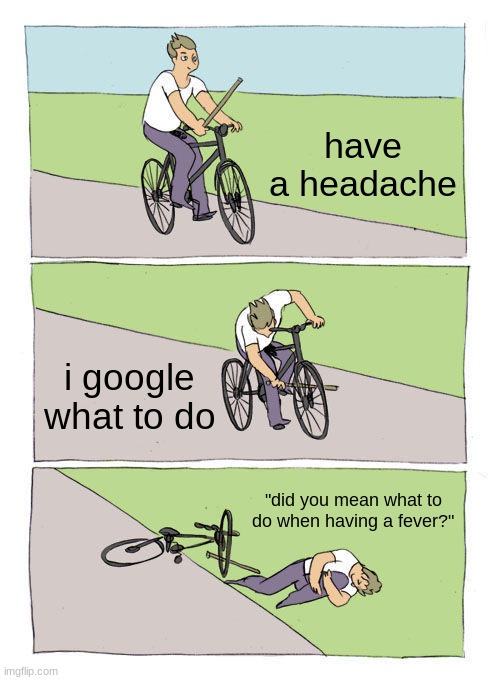 have
a headache
i google
what to do
"did you mean what to
do when having a fever?"
imgflip.com